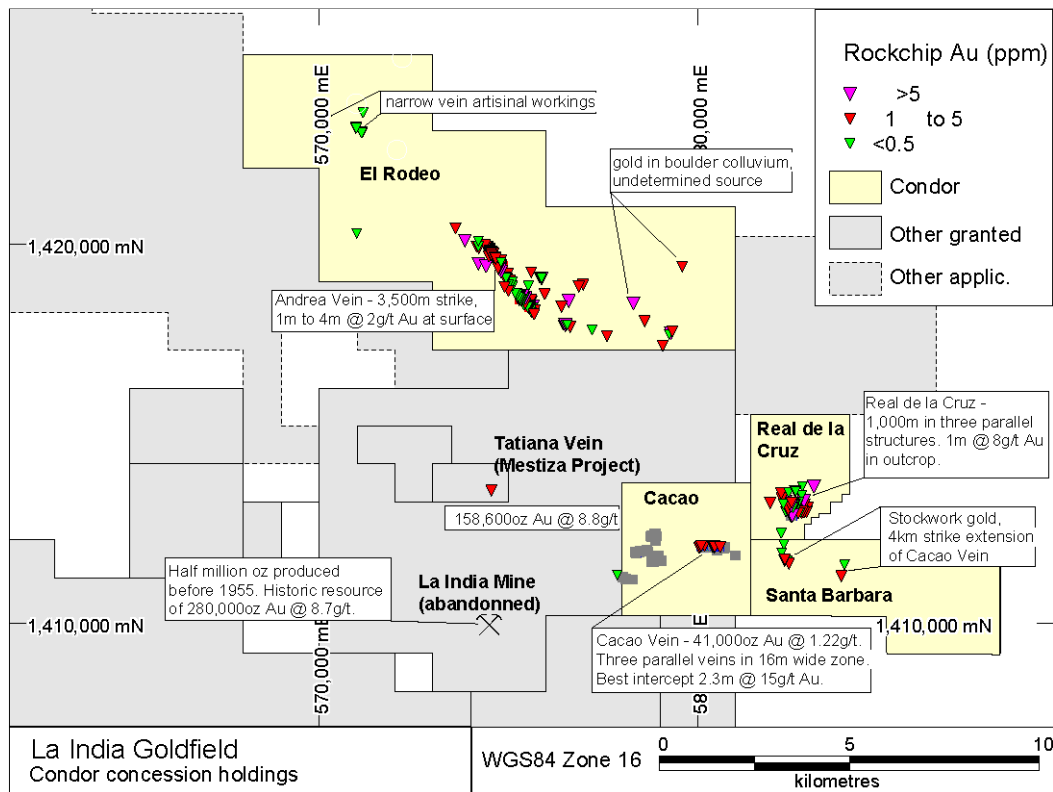 570,000 mE
narrow vein artisinal workings
El Rodeo
gold in boulder colluvium,
undetermined source
Rockchip Au (ppm)
>5
1 to 5
<0.5
Condor
Other granted
Other applic.
1,420,000 mN
Andrea Vein - 3,500m strike,
1m to 4m @ 2g/t Au at surface
Tatiana Vein
(Mestiza Project)
158,600oz Au @ 8.8g/t
Real de la
Cruz
Real de la Cruz -
1,000m in three parallel
structures. 1m @ 8g/t Au
in outcrop.
Cacao
Stockwork gold,
4km strike extension
of Cacao Vein
Half million oz produced
before 1955. Historic resource
of 280,000oz Au @ 8.7g/t.
La India Mine
(abandonned)
Santa Barbara
1,410,000 mN
570,000 mE
Cacao Vein - 41,000oz Au @ 1.22g/t.
Three parallel veins in 16m wide zone.
Best intercept 2.3m @ 15g/t Au.
1,410,000 mN
La India Goldfield
Condor concession holdings
WGS84 Zone 16
0 5 10
kilometres